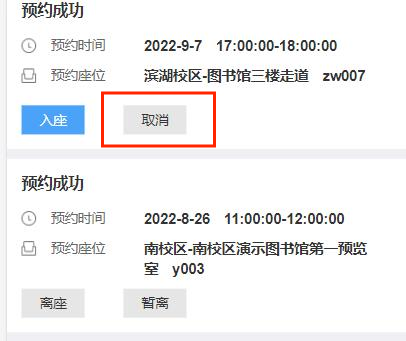 预约成功
预约时间 2022-9-7 17:00:00-18:00:00
预约座位 滨湖校区-图书馆三楼走道 zw007
入座 取消
预约成功
预约时间 2022-8-26 11:00:00-12:00:00
预约座位 南校区-南校区演示图书馆第一预览
室 y003
离座 暂离